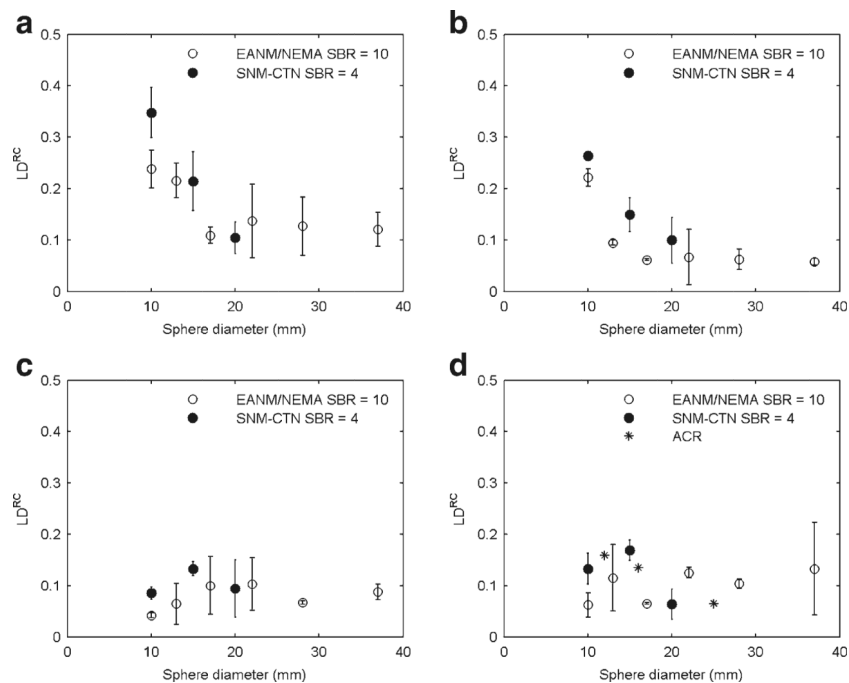 a
EANM/NEMA SBR = 10
SNM-CTN SBR = 4
0.5
0.4
0.3
0.2
0.1
0
LD^RC
0 10 20 30 40
Sphere diameter (mm)
b
EANM/NEMA SBR = 10
SNM-CTN SBR = 4
0.5
0.4
0.3
0.2
0.1
0
LD^RC
0 10 20 30 40
Sphere diameter (mm)
c
EANM/NEMA SBR = 10
SNM-CTN SBR = 4
0.5
0.4
0.3
0.2
0.1
0
LD^RC
0 10 20 30 40
Sphere diameter (mm)
d
EANM/NEMA SBR = 10
SNM-CTN SBR = 4
ACR
0.5
0.4
0.3
0.2
0.1
0
LD^RC
0 10 20 30 40
Sphere diameter (mm)